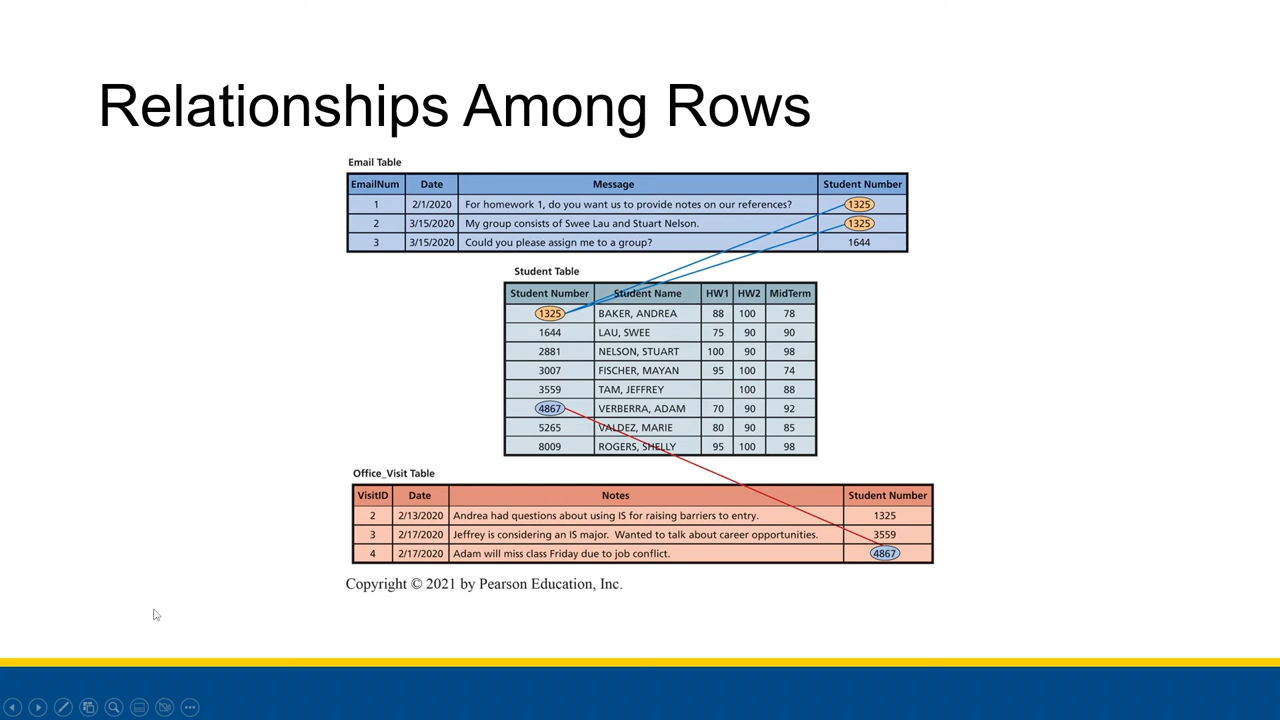 Relationships Among Rows
Email Table
EmailNum Date Message Student Number
1 2/1/2020 For homework 1, do you want us to provide notes on our references? 1325
2 3/15/2020 My group consists of Swee Lau and Stuart Nelson. 1325
3 3/15/2020 Could you please assign me to a group? 1644
Student Table
Student Number Student Name HW1 HW2 MidTerm
1325 BAKER, ANDREA 88 100 78
1644 LAU, SWEE 75 90 90
2881 NELSON, STUART 100 90 98
3007 FISCHER, MAYAN 95 100 74
3559 TAM, JEFFREY 100 88
4867 VERBERRA, ADAM 70 90 92
5265 VALDEZ, MARIE 80 90 85
8009 ROGERS, SHELLY 95 100 98
Office_Visit Table
VisitID Date Notes Student Number
2 2/13/2020 Andrea had questions about using IS for raising barriers to entry. 1325
3 2/17/2020 Jeffrey is considering an IS major. Wanted to talk about career opportunities. 3559
4 2/17/2020 Adam will miss class Friday due to job conflict. 4867
Copyright © 2021 by Pearson Education, Inc.